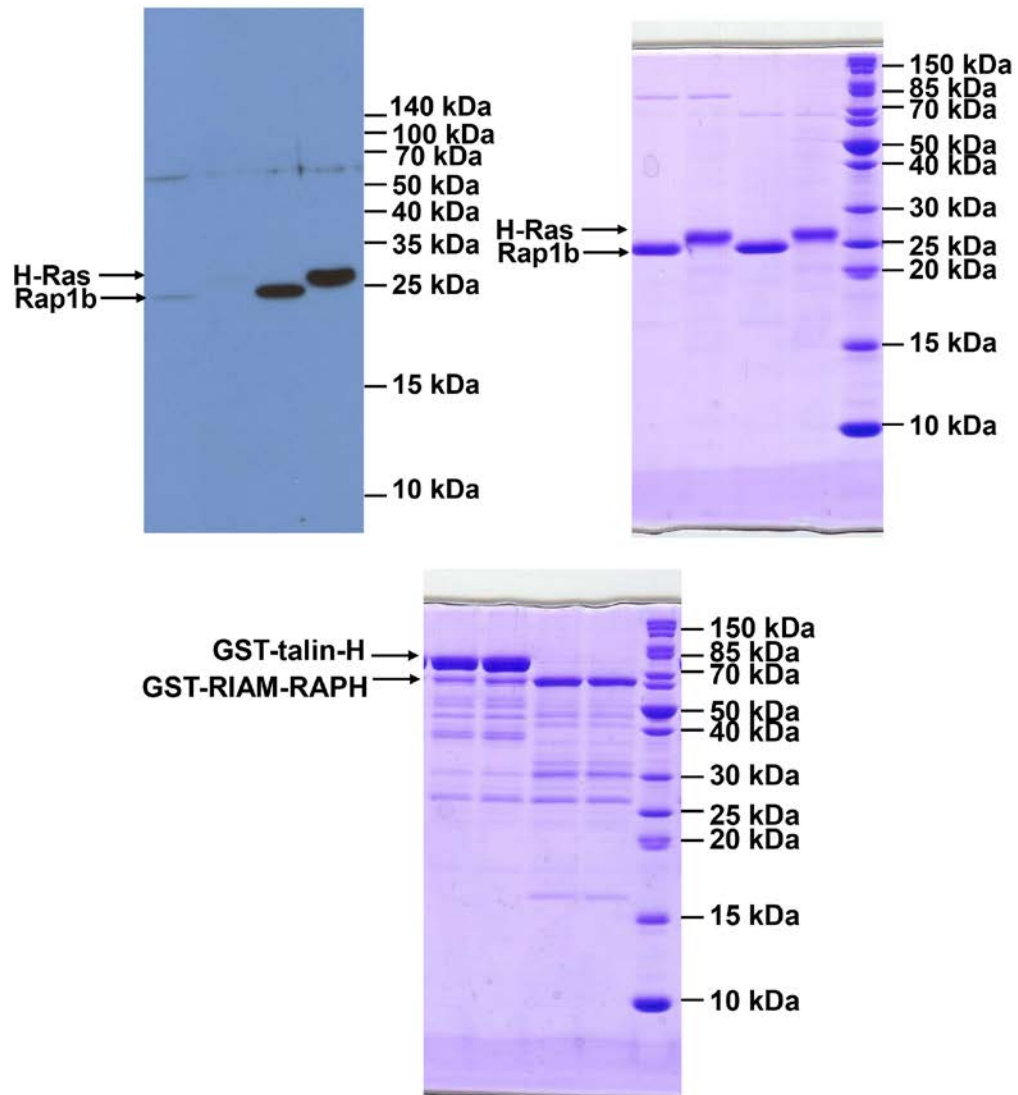 140 kDa
100 kDa
70 kDa
50 kDa
40 kDa
35 kDa
H-Ras
25 kDa
Rap1b
15 kDa
10 kDa
150 kDa
85 kDa
70 kDa
50 kDa
40 kDa
30 kDa
H-Ras
25 kDa
Rap1b
20 kDa
15 kDa
10 kDa
150 kDa
GST-talin-H
85 kDa
70 kDa
GST-RIAM-RAPH
50 kDa
40 kDa
30 kDa
25 kDa
20 kDa
15 kDa
10 kDa